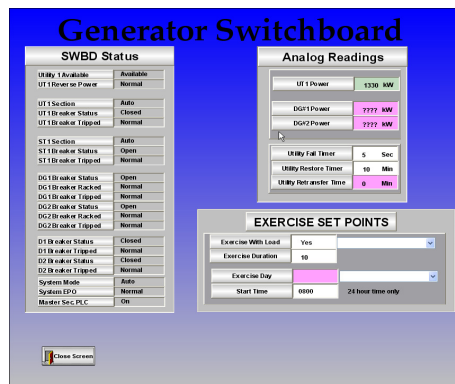 Generator Switchboard
SWBD Status
Utility 1 Available Available
UT1 Reverse Power Normal
UT1 Section Auto
UT1 Breaker Status Closed
UT1 Breaker Tripped Normal
ST1 Section Auto
ST1 Breaker Status Open
ST1 Breaker Tripped Normal
DG1 Breaker Status Open
DG1 Breaker Racked Normal
DG1 Breaker Tripped Normal
DG2 Breaker Status Open
DG2 Breaker Racked Normal
DG2 Breaker Tripped Normal
D1 Breaker Status Closed
D1 Breaker Tripped Normal
D2 Breaker Status Closed
D2 Breaker Tripped Normal
System Mode Auto
System EPO Normal
Master Sec. PLC On
Close Screen
Analog Readings
UT1 Power 1330 kW
DG#1 Power ???? kW
DG#2 Power ???? kW
Utility Fail Timer 5 Sec
Utility Restore Timer 10 Min
Utility Retransfer Time 0 Min
EXERCISE SET POINTS
Exercise With Load Yes
Exercise Duration 10
Exercise Day
Start Time 0800 24 hour time only